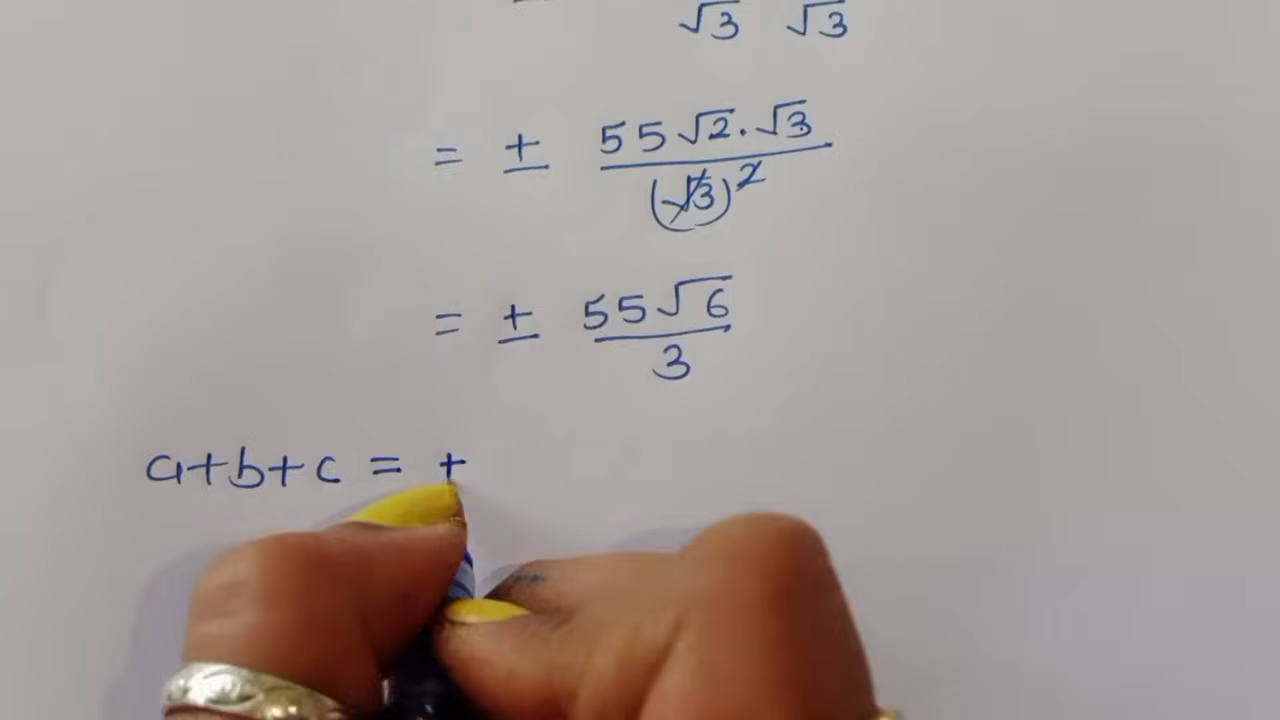 √3 √3
= ± 55√2.√3 / (√3)²
= ± 55√6 / 3
a+b+c = +